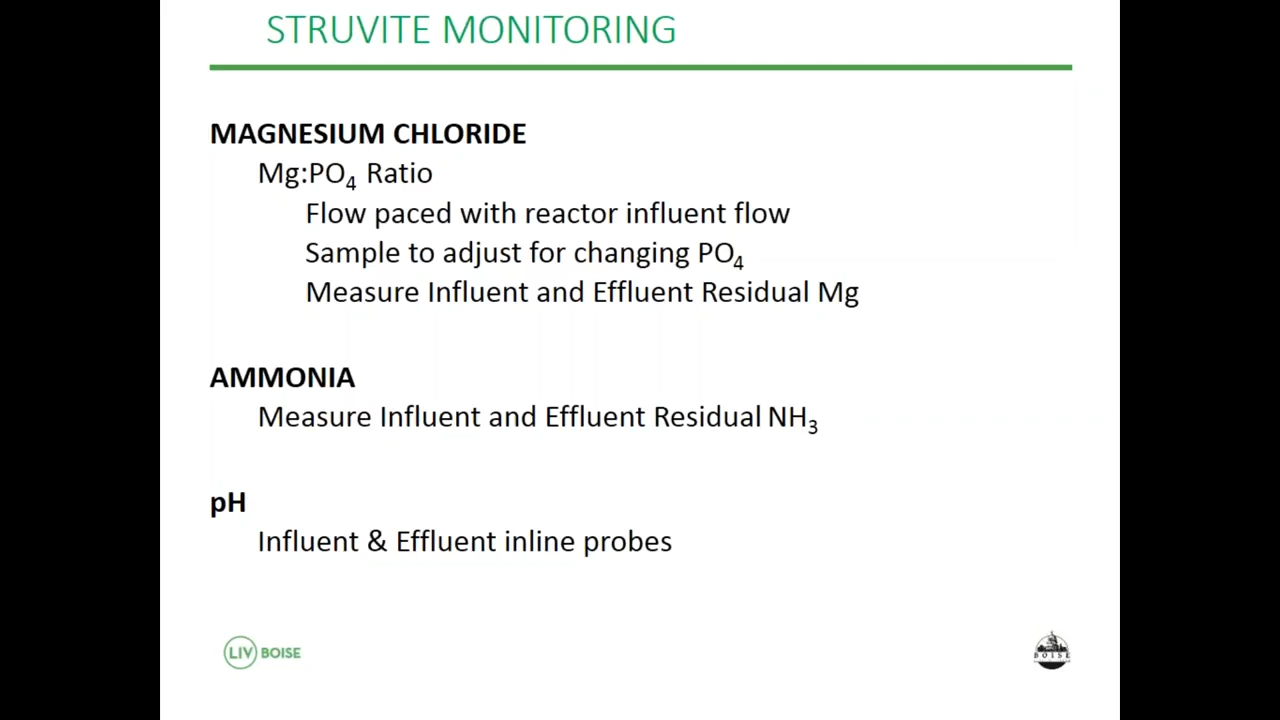 STRUVITE MONITORING
MAGNESIUM CHLORIDE
Mg:PO₄ Ratio
Flow paced with reactor influent flow
Sample to adjust for changing PO₄
Measure Influent and Effluent Residual Mg
AMMONIA
Measure Influent and Effluent Residual NH₃
pH
Influent & Effluent inline probes
LIV BOISE
BOISE